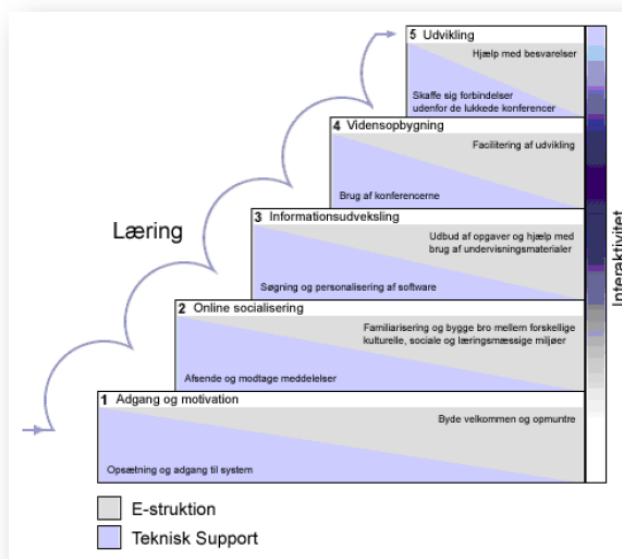 5 Udvikling
Hjælp med besvarelser
Skaffe sig forbindelser
udenfor de lukkede konferencer
4 Vidensopbygning
Facilitering af udvikling
Brug af konferencerne
3 Informationsudveksling
Udbud af opgaver og hjælp med
brug af undervisningsmaterialer
Søgning og personalisering af software
2 Online socialisering
Familiarisering og bygge bro mellem forskellige
kulturelle, sociale og læringsmæssige miljøer
Afsende og modtage meddelelser
1 Adgang og motivation
Byde velkommen og opmuntre
Opsætning og adgang til system
Læring
Interaktivitet
E-struktion
Teknisk Support